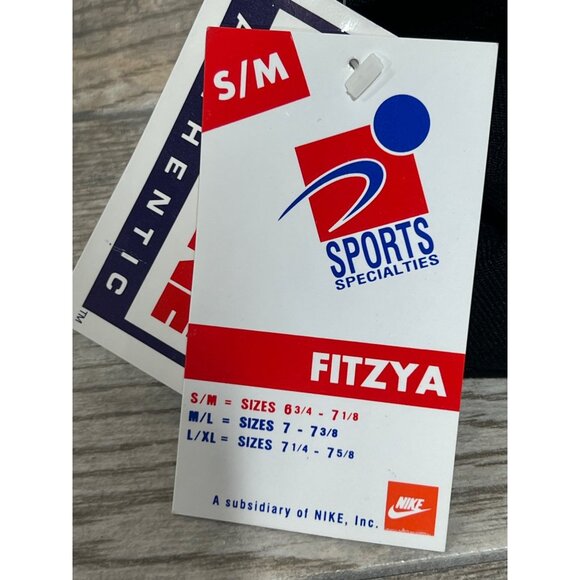 S/M
SPORTS
SPECIALTIES
FITZYA
S/M = SIZES 6 3/4 - 7 1/8
M/L = SIZES 7 - 7 3/8
L/XL = SIZES 7 1/4 - 7 5/8
A subsidiary of NIKE, Inc.
NIKE
HENTIC
TM